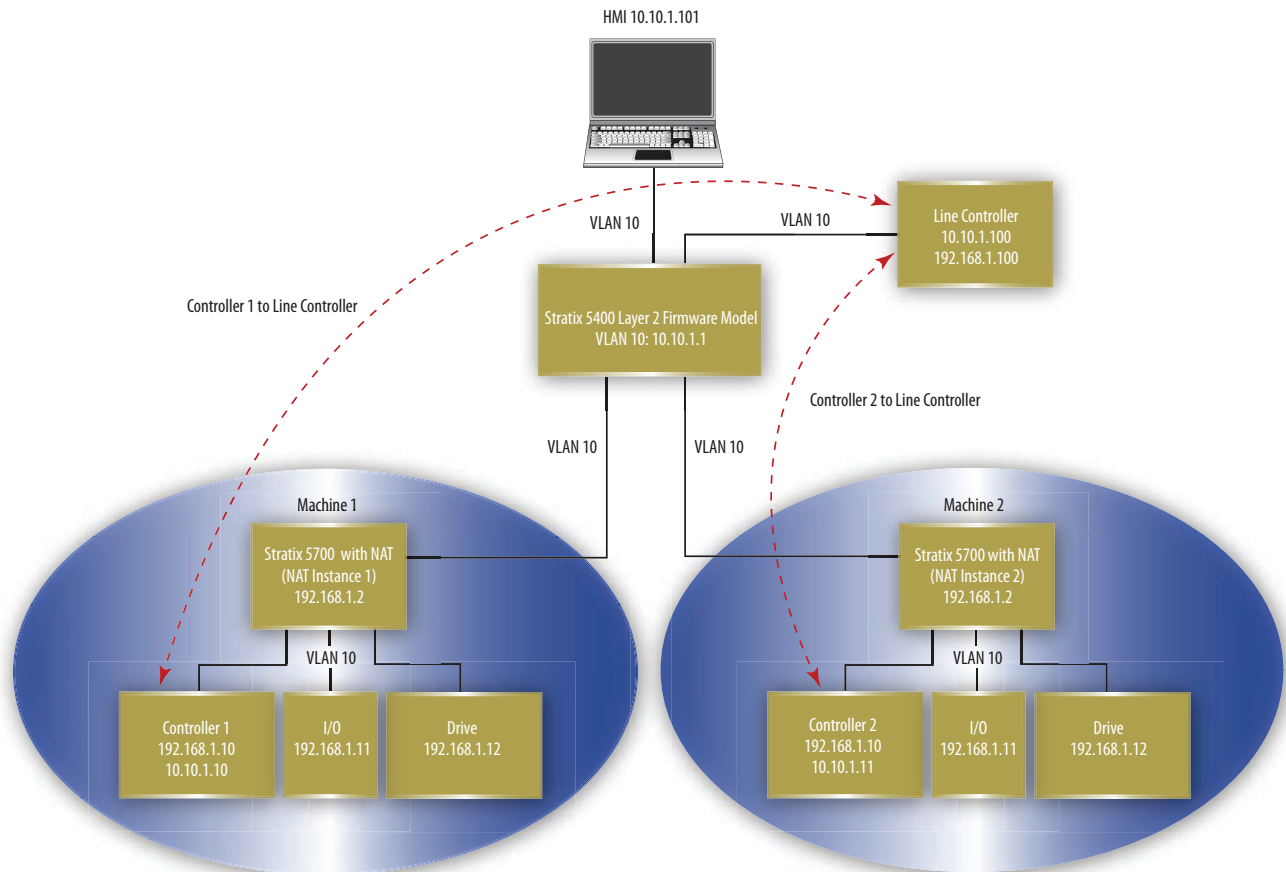 HMI 10.10.1.101
VLAN 10
VLAN 10
Line Controller
10.10.1.100
192.168.1.100
Controller 1 to Line Controller
Stratix 5400 Layer 2 Firmware Model
VLAN 10: 10.10.1.1
Controller 2 to Line Controller
VLAN 10
VLAN 10
Machine 1
Stratix 5700 with NAT
(NAT Instance 1)
192.168.1.2
VLAN 10
Controller 1
192.168.1.10
10.10.1.10
I/O
192.168.1.11
Drive
192.168.1.12
Machine 2
Stratix 5700 with NAT
(NAT Instance 2)
192.168.1.2
VLAN 10
Controller 2
192.168.1.10
10.10.1.11
I/O
192.168.1.11
Drive
192.168.1.12